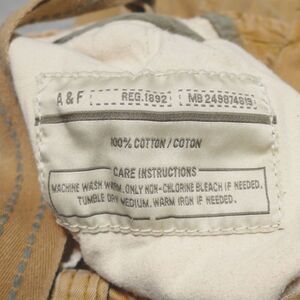 A & F REG. 1892 MB 249874819
100% COTTON / COTON
CARE INSTRUCTIONS
MACHINE WASH WARM. ONLY NON-CHLORINE BLEACH IF NEEDED.
TUMBLE DRY MEDIUM. WARM IRON IF NEEDED.